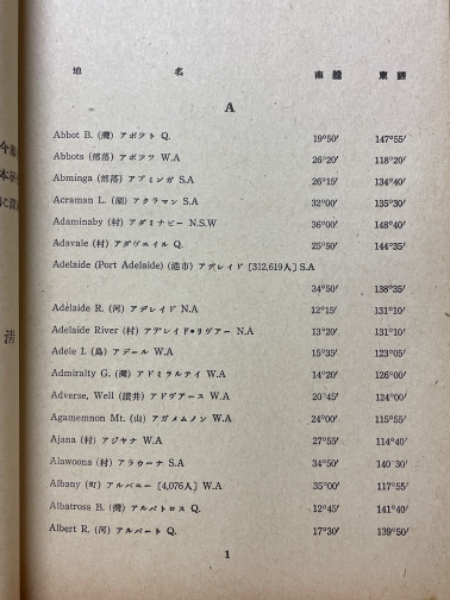 地名 南緯 東經
A
Abbot B. (灣) アボツト Q. 19°50′ 147°55′
Abbots (部落) アボツツ W.A 26°20′ 118°20′
Abminga (部落) アブミンガ S.A 26°15′ 134°40′
Acraman L. (湖) アクラマン S.A 32°00′ 135°30′
Adaminaby (村) アダミナビー N.S.W 36°00′ 148°40′
Adavale (村) アダヴエイル Q. 25°50′ 144°35′
Adelaide (Port Adelaide) (港市) アデレイド [312,619人] S.A
34°50′ 138°35′
Adelaide R. (河) アデレイド N.A 12°15′ 131°10′
Adelaide River (村) アデレイド•リヴアー N.A 13°20′ 131°10′
Adele I. (島) アデール W.A 15°35′ 123°05′
Admiralty G. (灣) アドミラルテイ W.A 14°20′ 126°00′
Adverse, Well (讃井) アドヴアース W.A 20°45′ 124°00′
Agamemnon Mt. (山) アガメムノン W.A 24°00′ 115°55′
Ajana (村) アジヤナ W.A 27°55′ 114°40′
Alawoona (村) アラウーナ S.A 34°50′ 140°30′
Albany (町) アルバニー [4,076人] W.A 35°00′ 117°55′
Albatross B. (灣) アルバトロス Q. 12°45′ 141°40′
Albert R. (河) アルバート Q. 17°30′ 139°50′
1